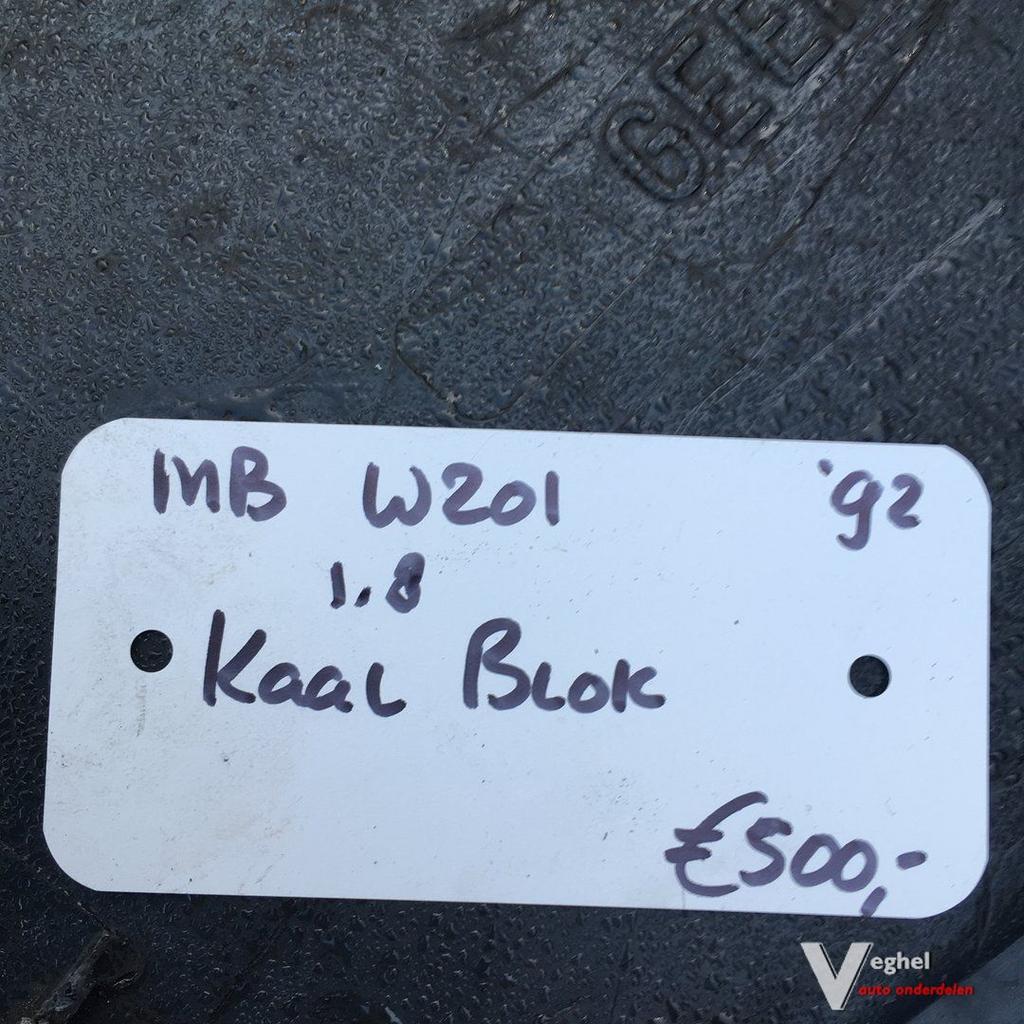 MB W201 '92
1.8
Kaal Blok
€500,-
Veghel
auto onderdelen